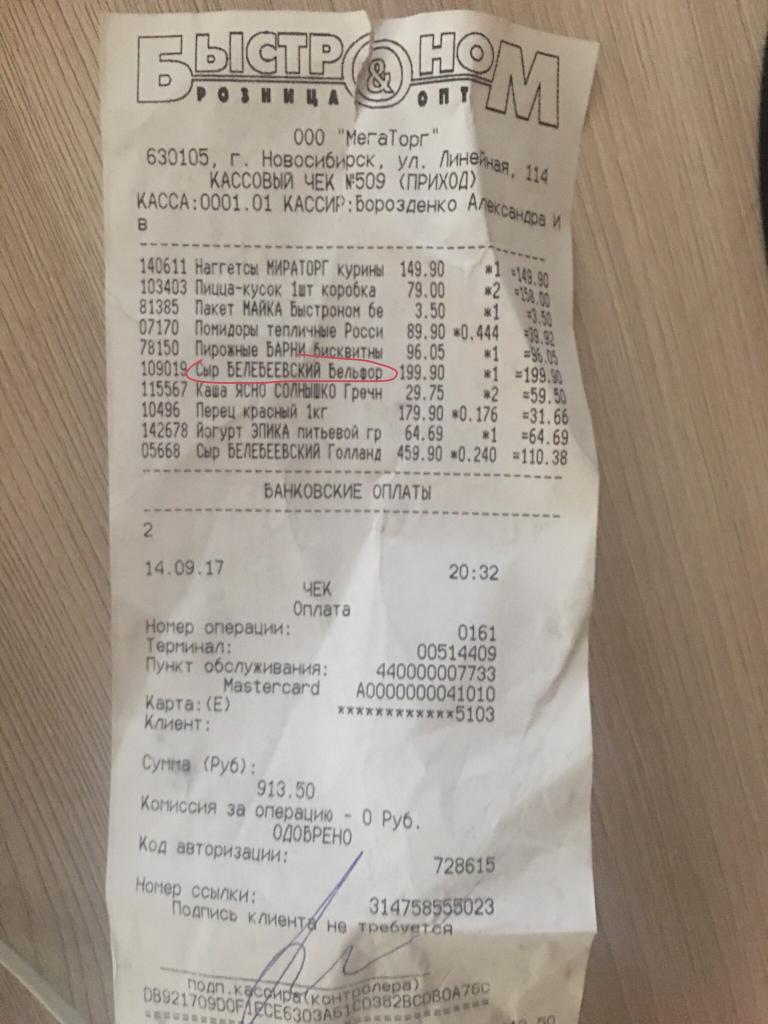 БЫСТР&НОМ
РОЗНИЦА ОПТ
ООО "МегаТорг"
630105, г. Новосибирск, ул. Линейная, 114
КАССОВЫЙ ЧЕК №509 (ПРИХОД)
КАССА:0001.01 КАССИР:Борозденко Александра И
В
140611 Наггетсы МИРАТОРГ курины 149.90 *1 =149.90
103403 Пицца-кусок 1шт коробка 79.00 *2 =158.00
81385 Пакет МАЙКА Быстроном бе 3.50 *1 =3.50
07170 Помидоры тепличные Росси 89.90 *0.444 =39.92
78150 Пирожные БАРНИ бисквитны 96.05 *1 =96.05
109019 Сыр БЕЛЕБЕЕВСКИЙ Бельфор 199.90 *1 =199.90
115567 Каша ЯСНО СОЛНЫШКО Гречн 29.75 *2 =59.50
10496 Перец красный 1кг 179.90 *0.176 =31.66
142678 Йогурт ЭПИКА питьевой гр 64.69 *1 =64.69
05668 Сыр БЕЛЕБЕЕВСКИЙ Голланд 459.90 *0.240 =110.38
БАНКОВСКИЕ ОПЛАТЫ
2
14.09.17 20:32
ЧЕК
Оплата
Номер операции: 0161
Терминал: 00514409
Пункт обслуживания: 440000007733
Mastercard A0000000041010
Карта:(E) ************5103
Клиент:
Сумма (Руб):
913.50
Комиссия за операцию - 0 Руб.
ОДОБРЕНО
Код авторизации: 728615
Номер ссылки: 314758555023
Подпись клиента не требуется
подп.кассира(контролера)
DB921709D0F1ECE6303A61CD382BCDB0A76C